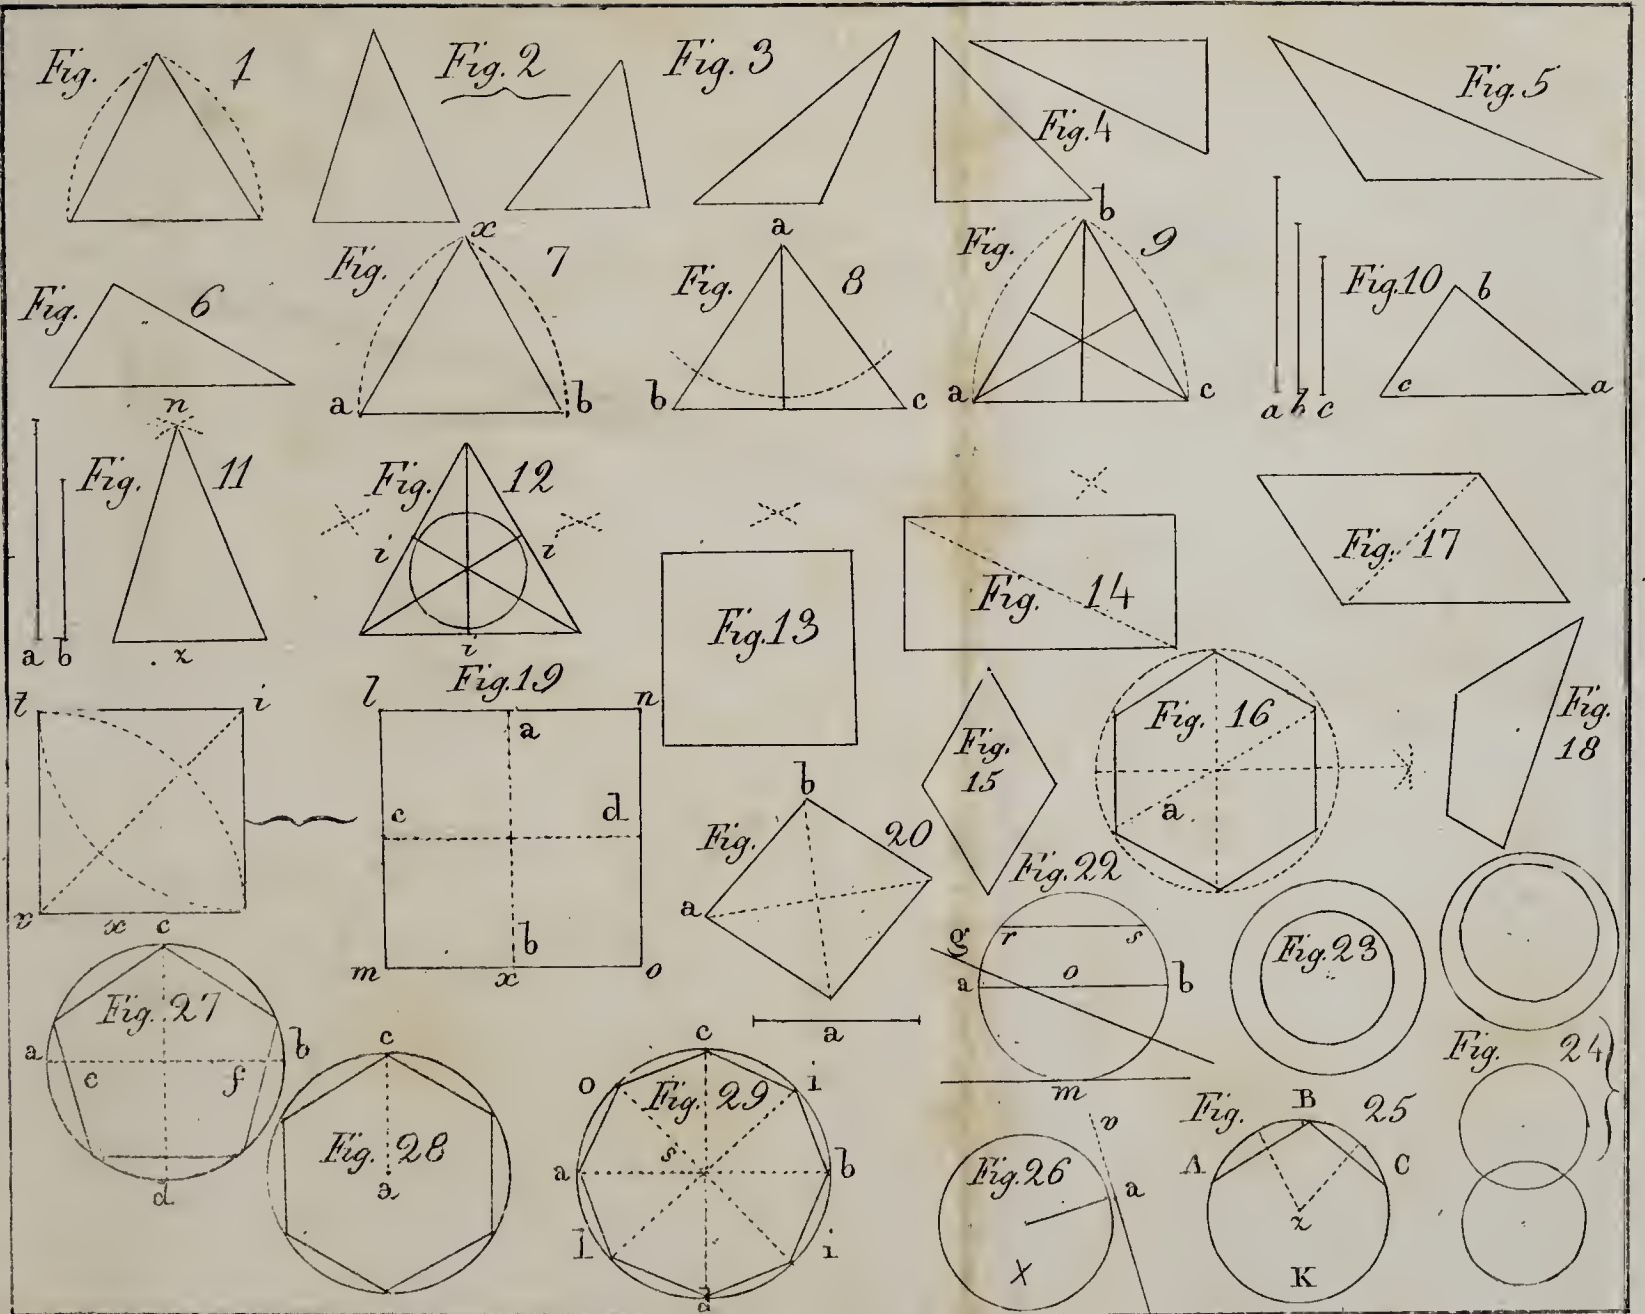 Fig. 1
Fig. 2
Fig. 3
Fig. 4
Fig. 5
Fig. 6
Fig. 7
x
a b
Fig. 8
a
b c
Fig. 9
b
a c
Fig. 10
a b c
b
c a
Fig. 11
n
a b z
Fig. 12
i i
i
Fig. 13
Fig. 14
Fig. 15
Fig. 16
a
Fig. 17
Fig. 18
Fig. 19
t i
v x
l a n
c d
b
m x o
Fig. 20
b
a
a
Fig. 22
g r s
a o b
m
Fig. 23
Fig. 24
Fig. 25
B
A C
z
K
Fig. 26
v
a
X
Fig. 27
c
a b
e f
d
Fig. 28
c
a
Fig. 29
c
o i
s
a b
l i
d